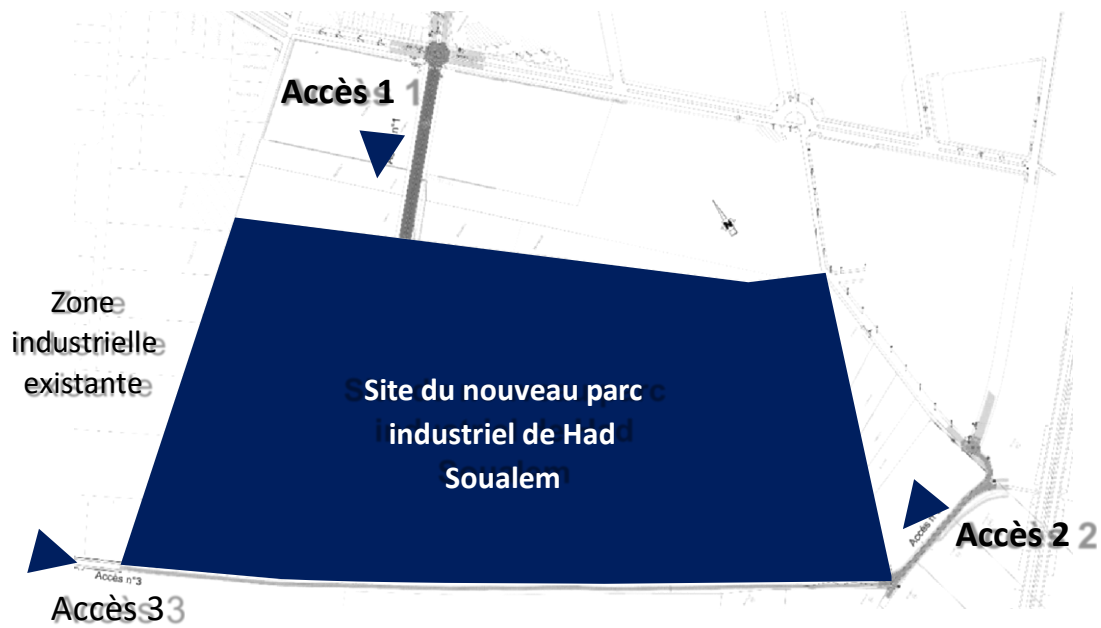 Accès 1
Zone
industrielle
existante
Site du nouveau parc
industriel de Had
Soualem
Accès 2
Accès n°3
Accès 3